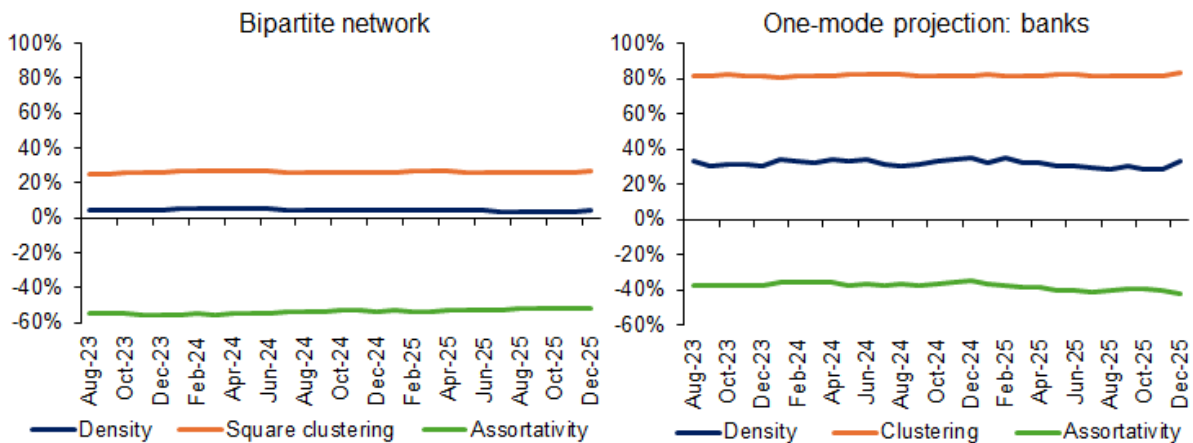 Bipartite network
100%
80%
60%
40%
20%
0%
-20%
-40%
-60%
Aug-23
Oct-23
Dec-23
Feb-24
Apr-24
Jun-24
Aug-24
Oct-24
Dec-24
Feb-25
Apr-25
Jun-25
Aug-25
Oct-25
Dec-25
Density Square clustering Assortativity
One-mode projection: banks
100%
80%
60%
40%
20%
0%
-20%
-40%
-60%
Aug-23
Oct-23
Dec-23
Feb-24
Apr-24
Jun-24
Aug-24
Oct-24
Dec-24
Feb-25
Apr-25
Jun-25
Aug-25
Oct-25
Dec-25
Density Clustering Assortativity